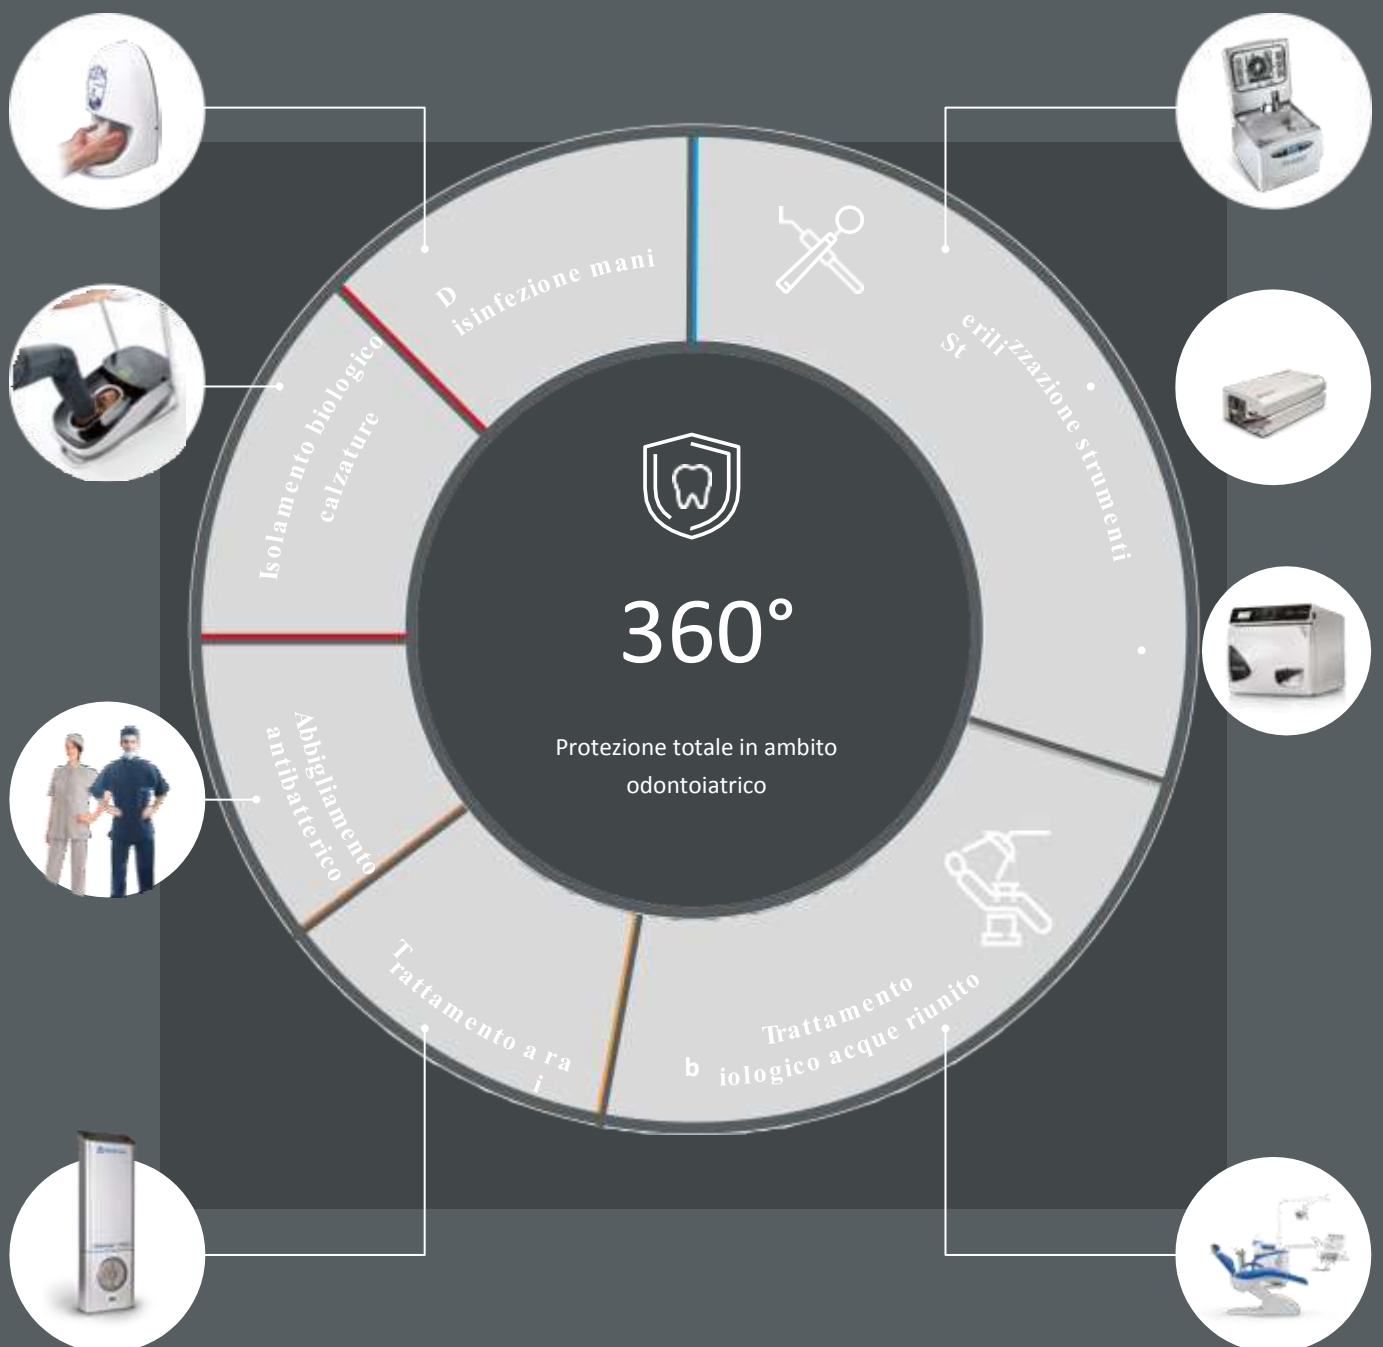 Disinfezione mani
Sterilizzazione strumenti
Isolamento biologico
calzature
360°
Protezione totale in ambito
odontoiatrico
Abbigliamento
antibatterico
Trattamento a ra
i
Trattamento
biologico acque riunito